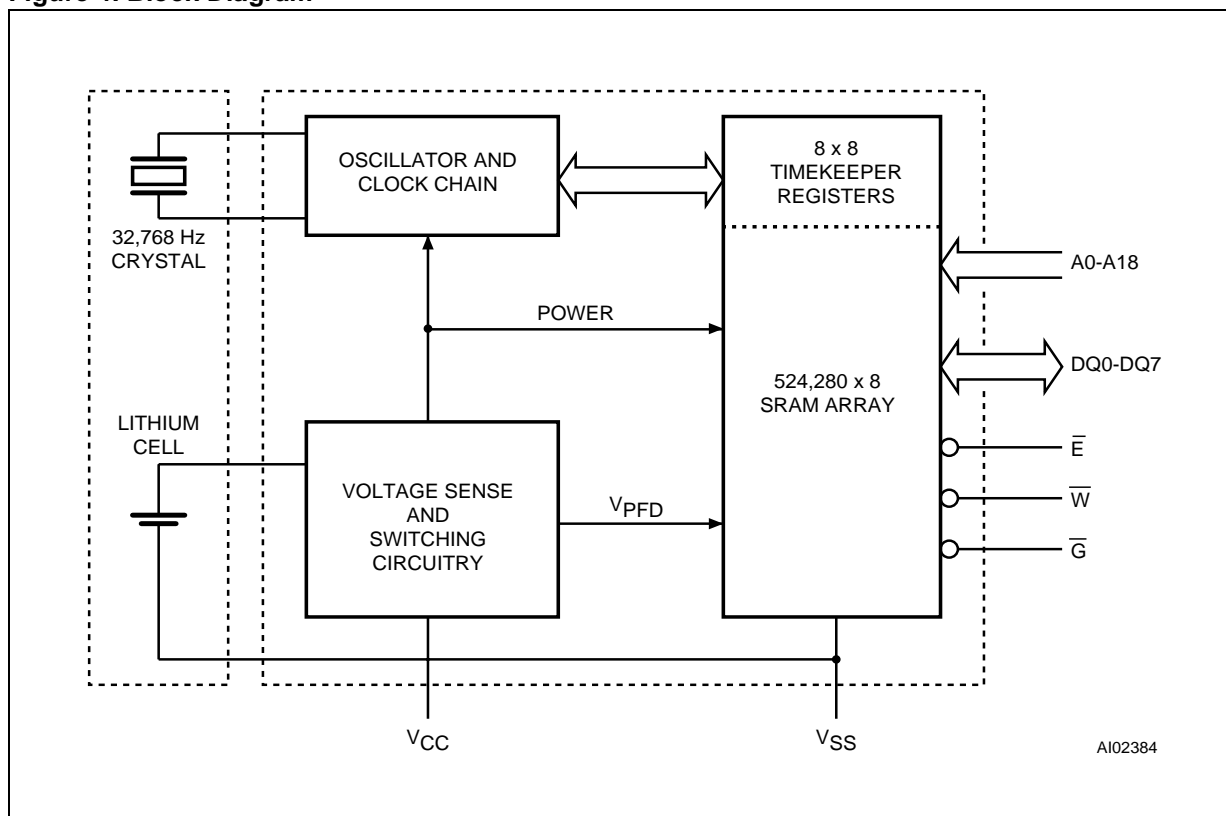 Figure 4. Block Diagram
OSCILLATOR AND
CLOCK CHAIN
8 x 8
TIMEKEEPER
REGISTERS
32,768 Hz
CRYSTAL
A0-A18
POWER
DQ0-DQ7
524,280 x 8
SRAM ARRAY
LITHIUM
CELL
E̅
VOLTAGE SENSE
AND
SWITCHING
CIRCUITRY
VPFD
W̅
G̅
VCC
VSS
AI02384